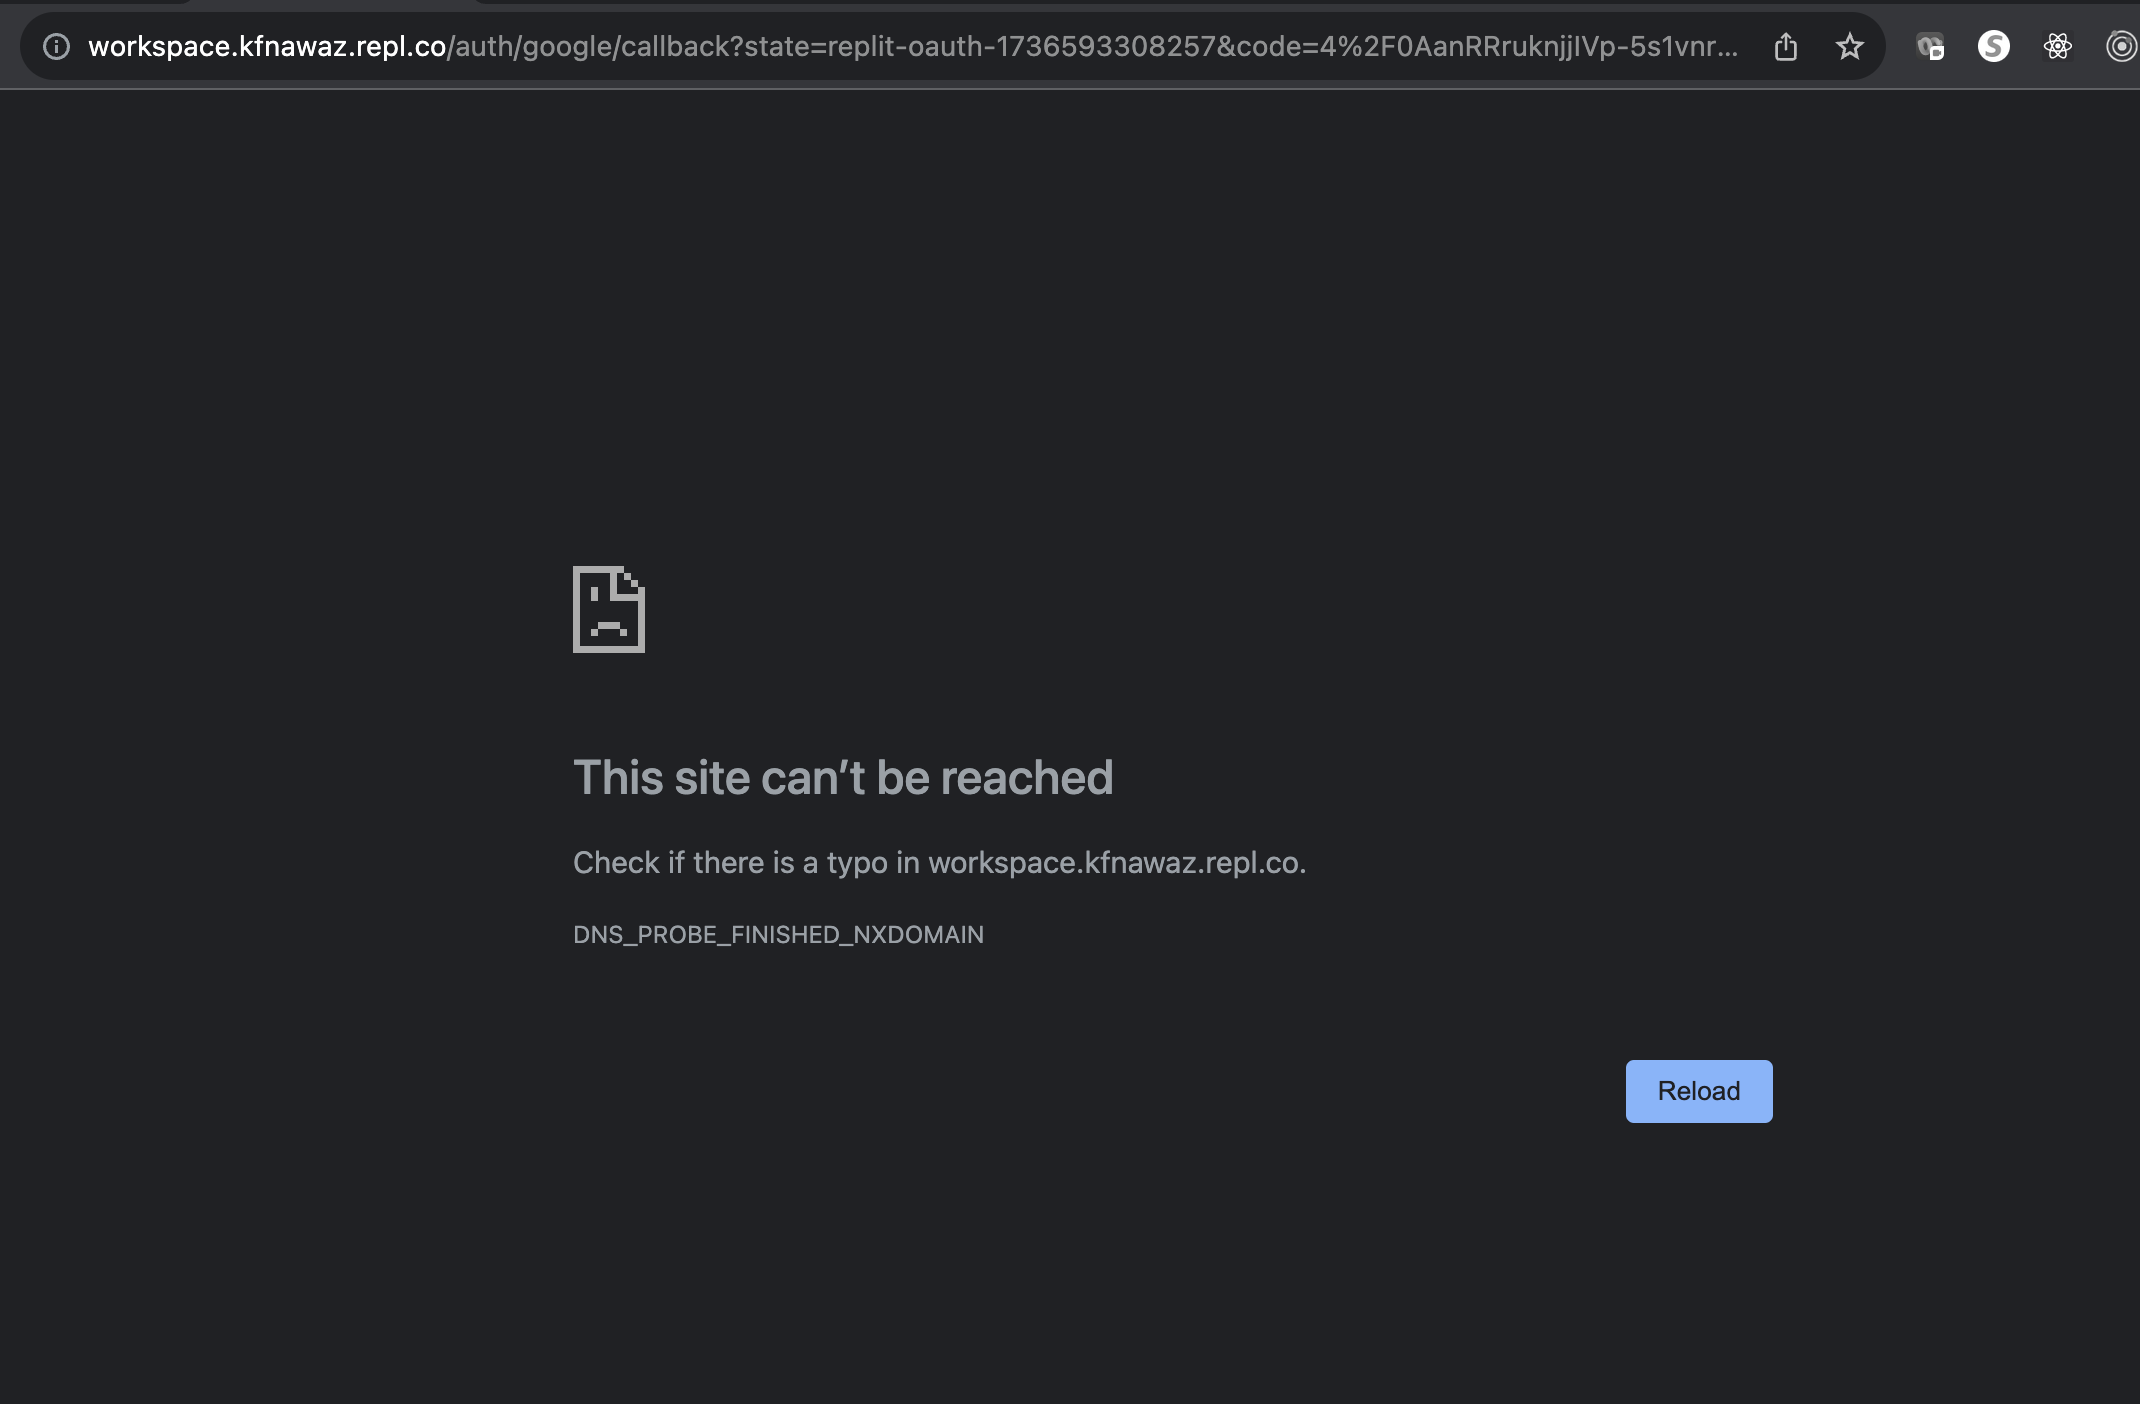 workspace.kfnawaz.repl.co/auth/google/callback?state=replit-oauth-1736593308257&code=4%2F0AanRRruknjjIVp-5s1vnr...
S
This site can't be reached
Check if there is a typo in workspace.kfnawaz.repl.co.
DNS_PROBE_FINISHED_NXDOMAIN
Reload